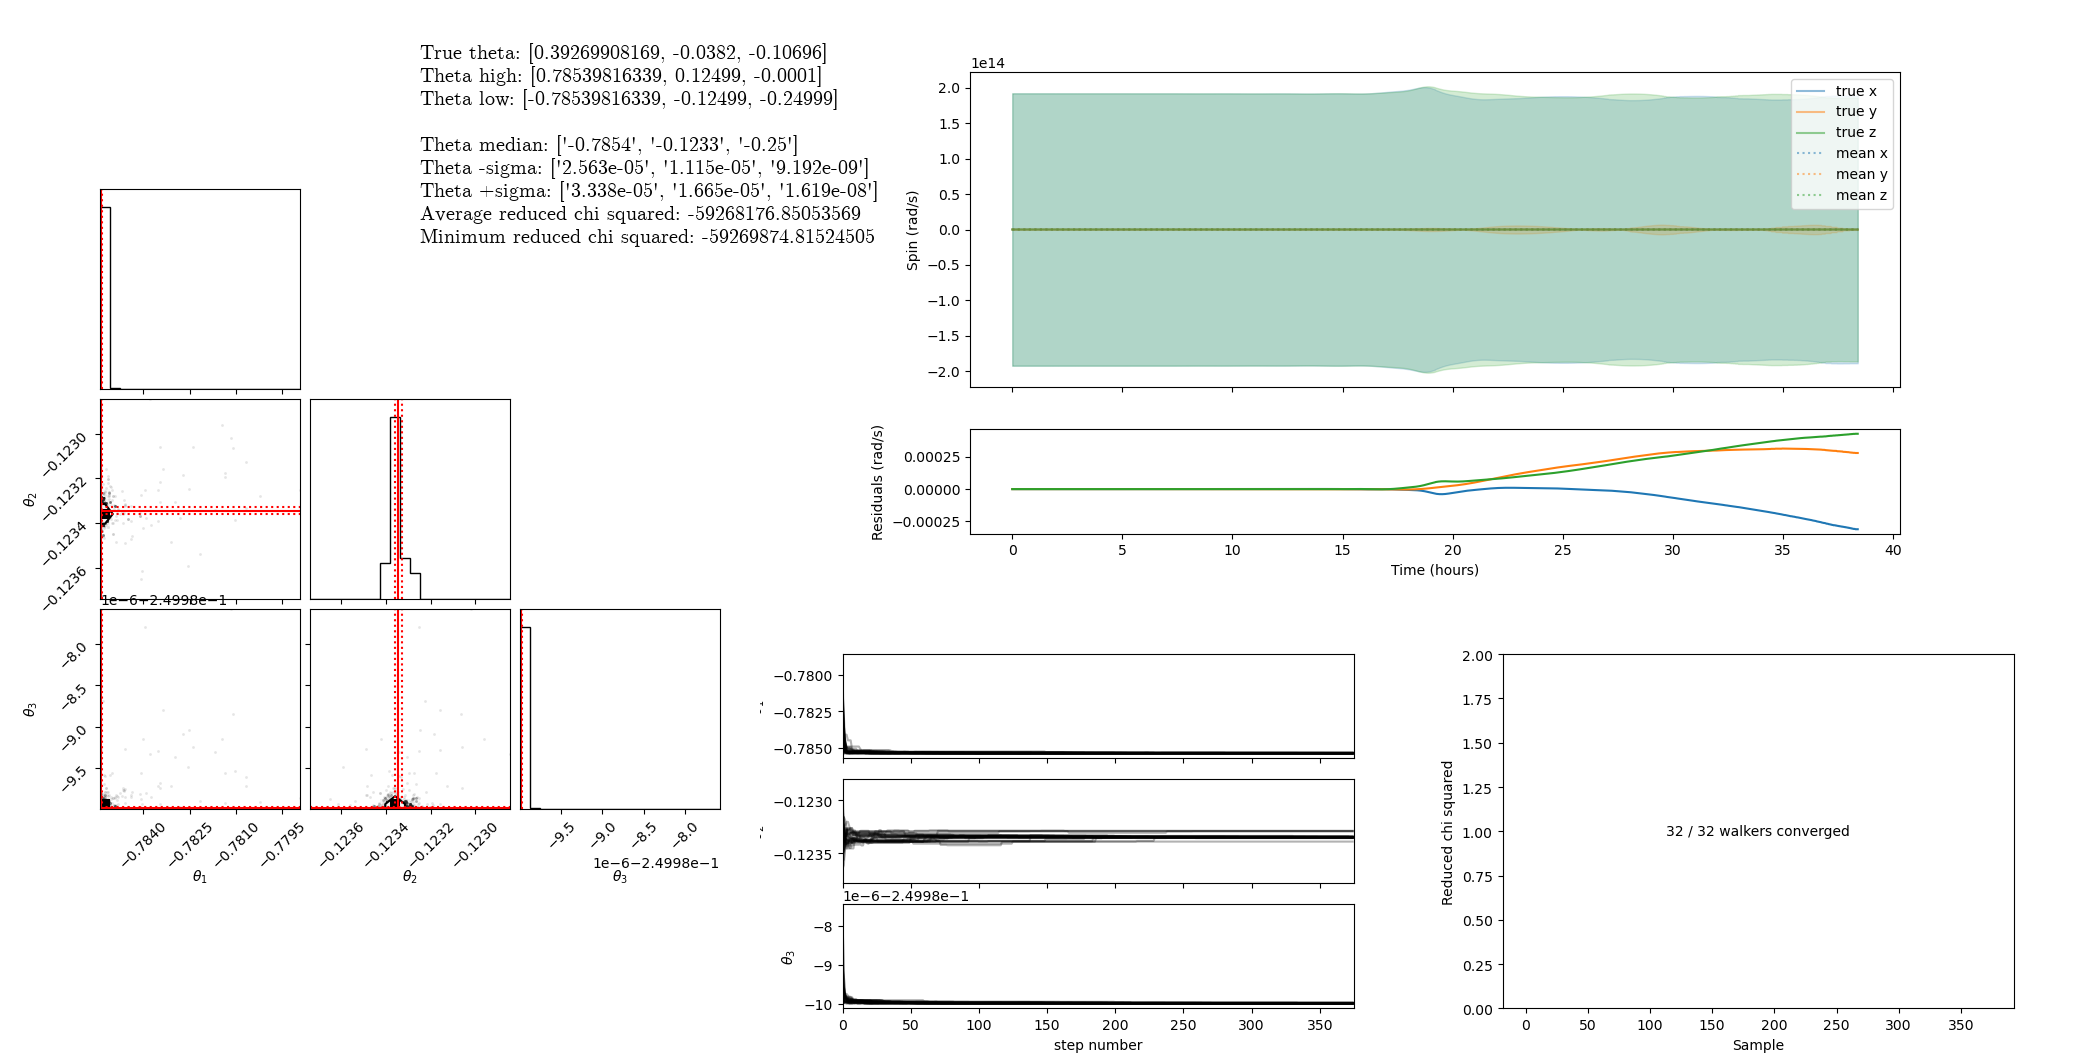 True theta: [0.39269908169, -0.0382, -0.10696]
Theta high: [0.78539816339, 0.12499, -0.0001]
Theta low: [-0.78539816339, -0.12499, -0.24999]
Theta median: ['-0.7854', '-0.1233', '-0.25']
Theta -sigma: ['2.563e-05', '1.115e-05', '9.192e-09']
Theta +sigma: ['3.338e-05', '1.665e-05', '1.619e-08']
Average reduced chi squared: -59268176.85053569
Minimum reduced chi squared: -59269874.81524505
1e14
2.0
1.5
1.0
0.5
0.0
−0.5
−1.0
−1.5
−2.0
Spin (rad/s)
true x
true y
true z
mean x
mean y
mean z
0.00025
0.00000
−0.00025
Residuals (rad/s)
0
5
10
15
20
25
30
35
40
Time (hours)
−0.1230
−0.1232
−0.1234
−0.1236
θ2
1e−6−2.4998e−1
−8.0
−8.5
−9.0
−9.5
θ3
−0.7840
−0.7825
−0.7810
−0.7795
θ1
−0.1236
−0.1234
−0.1232
−0.1230
θ2
−9.5
−9.0
−8.5
−8.0
1e−6−2.4998e−1
θ3
−0.7800
−0.7825
−0.7850
−0.1230
−0.1235
1e−6−2.4998e−1
−8
−9
−10
θ3
0
50
100
150
200
250
300
350
step number
2.00
1.75
1.50
1.25
1.00
0.75
0.50
0.25
0.00
Reduced chi squared
32 / 32 walkers converged
0
50
100
150
200
250
300
350
Sample